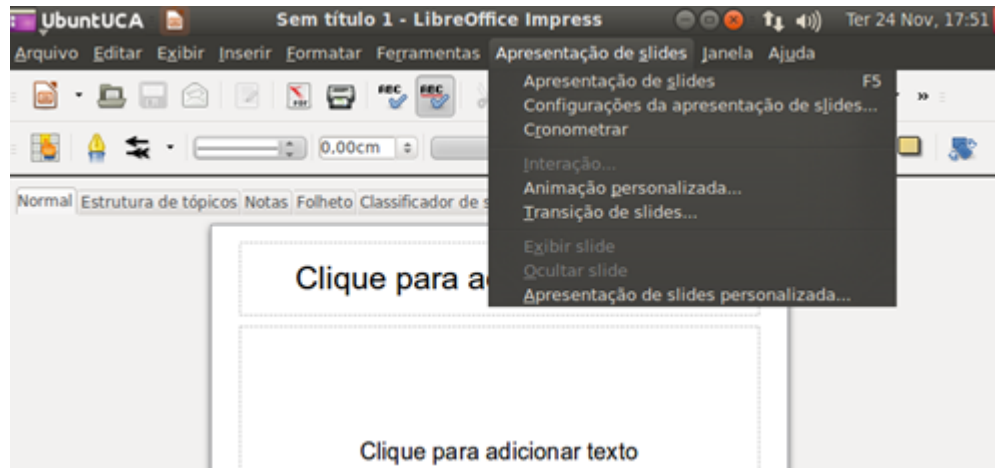 UbuntUCA Sem título 1 - LibreOffice Impress Ter 24 Nov, 17:51
Arquivo Editar Exibir Inserir Formatar Ferramentas Apresentação de slides Janela Ajuda
Apresentação de slides F5
Configurações da apresentação de slides...
Cronometrar
Interação...
Animação personalizada...
Transição de slides...
Exibir slide
Ocultar slide
Apresentação de slides personalizada...
PDF ABC ABC »
0,00cm
Normal Estrutura de tópicos Notas Folheto Classificador de s
Clique para a
Clique para adicionar texto